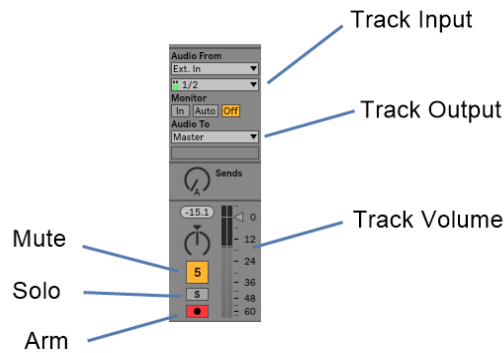 Track Input
Audio From
Ext. In
1/2
Monitor
In Auto Off
Audio To
Master
Track Output
A
Sends
-15.1
0
12
24
36
48
60
Track Volume
Mute
5
Solo
S
Arm